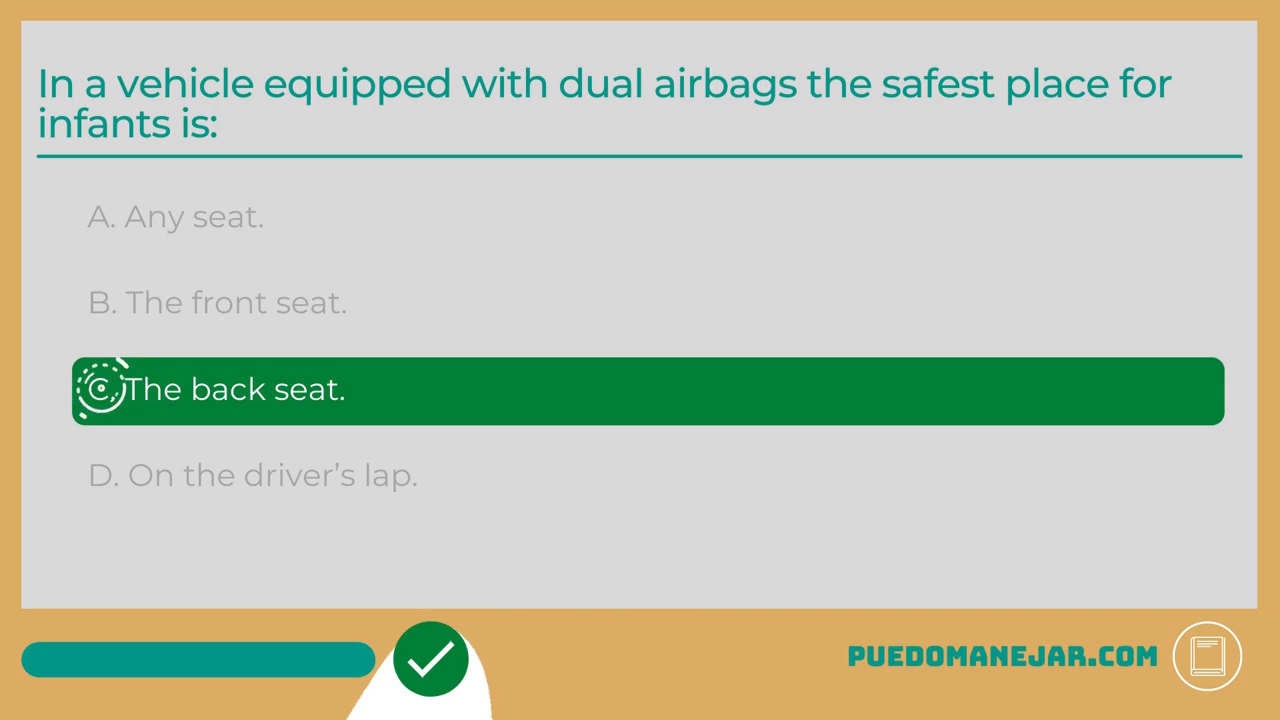 In a vehicle equipped with dual airbags the safest place for
infants is:
A. Any seat.
B. The front seat.
C. The back seat.
D. On the driver’s lap.
PUEDOMANEJAR.COM